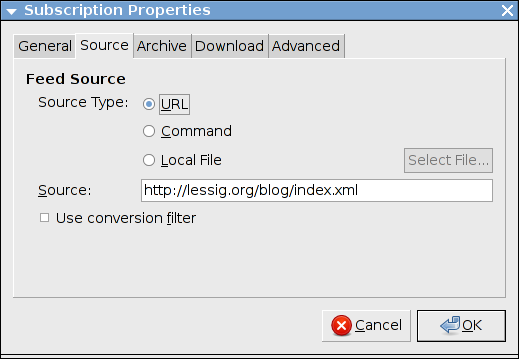 Subscription Properties
General Source Archive Download Advanced
Feed Source
Source Type: URL
Command
Local File Select File...
Source: http://lessig.org/blog/index.xml
Use conversion filter
Cancel OK